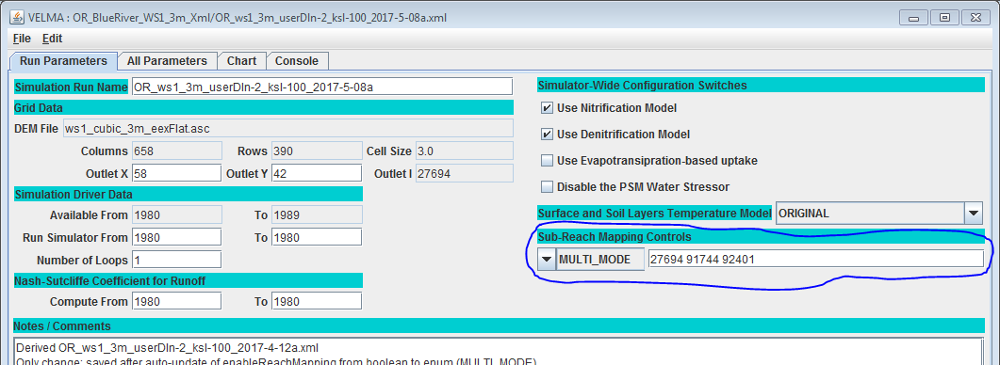 VELMA : OR_BlueRiver_WS1_3m_Xml/OR_ws1_3m_userDIn-2_ksl-100_2017-5-08a.xml
File Edit
Run Parameters All Parameters Chart Console
Simulation Run Name OR_ws1_3m_userDIn-2_ksl-100_2017-5-08a
Grid Data
DEM File ws1_cubic_3m_eexFlat.asc
Columns 658 Rows 390 Cell Size 3.0
Outlet X 58 Outlet Y 42 Outlet I 27694
Simulation Driver Data
Available From 1980 To 1989
Run Simulator From 1980 To 1980
Number of Loops 1
Nash-Sutcliffe Coefficient for Runoff
Compute From 1980 To 1980
Simulator-Wide Configuration Switches
Use Nitrification Model
Use Denitrification Model
Use Evapotransipration-based uptake
Disable the PSM Water Stressor
Surface and Soil Layers Temperature Model ORIGINAL
Sub-Reach Mapping Controls
MULTI_MODE 27694 91744 92401
Notes / Comments
Derived OR_ws1_3m_userDIn-2_ksl-100_2017-4-12a.xml
Only change: saved after auto-update of enableReachMapping from boolean to enum (MULTI_MODE)